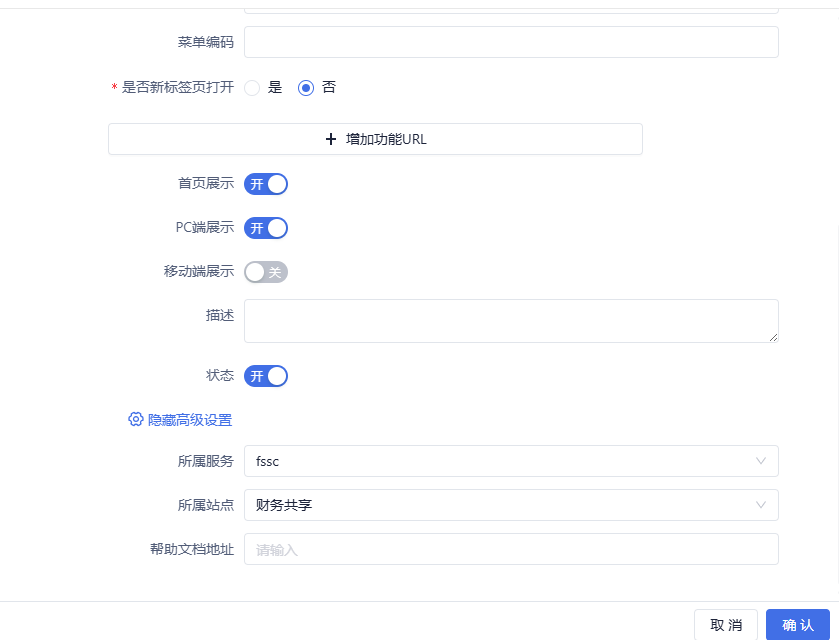 菜单编码
* 是否新标签页打开 是 否
+ 增加功能URL
首页展示 开
PC端展示 开
移动端展示 关
描述
状态 开
隐藏高级设置
所属服务 fssc
所属站点 财务共享
帮助文档地址 请输入
取 消 确 认